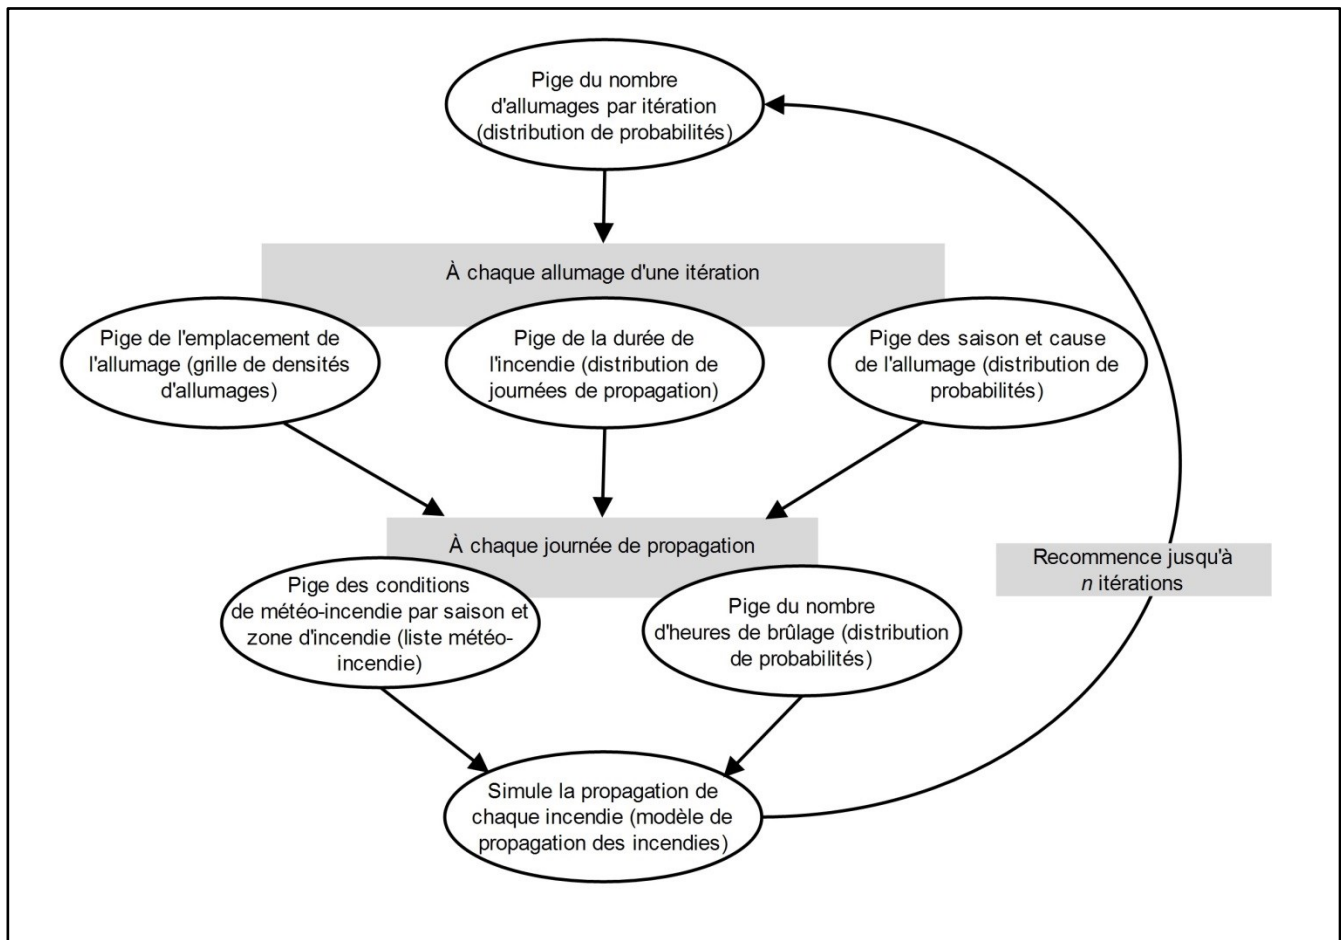 Pige du nombre
d'allumages par itération
(distribution de probabilités)
À chaque allumage d'une itération
Pige de l'emplacement de
l'allumage (grille de densités
d'allumages)
Pige de la durée de
l'incendie (distribution de
journées de propagation)
Pige des saison et cause
de l'allumage (distribution de
probabilités)
À chaque journée de propagation
Pige des conditions
de météo-incendie par saison et
zone d'incendie (liste météo-
incendie)
Pige du nombre
d'heures de brûlage (distribution
de probabilités)
Recommence jusqu'à
n itérations
Simule la propagation de
chaque incendie (modèle de
propagation des incendies)